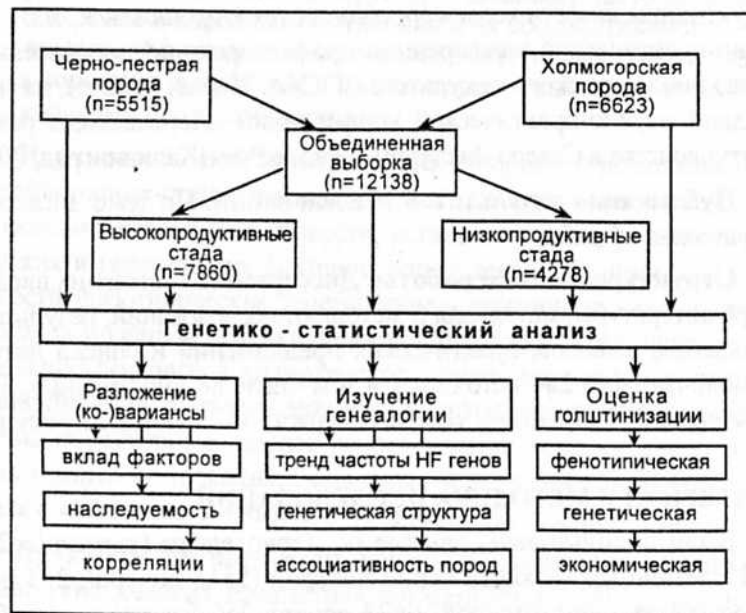 Черно-пестрая
порода
(n=5515)
Холмогорская
порода
(n=6623)
Объединенная
выборка
(n=12138)
Высокопродуктивные
стада
(n=7860)
Низкопродуктивные
стада
(n=4278)
Генетико - статистический анализ
Разложение
(ко-)вариансы
Изучение
генеалогии
Оценка
голштинизации
вклад факторов
тренд частоты HF генов
фенотипическая
наследуемость
генетическая структура
генетическая
корреляции
ассоциативность пород
экономическая